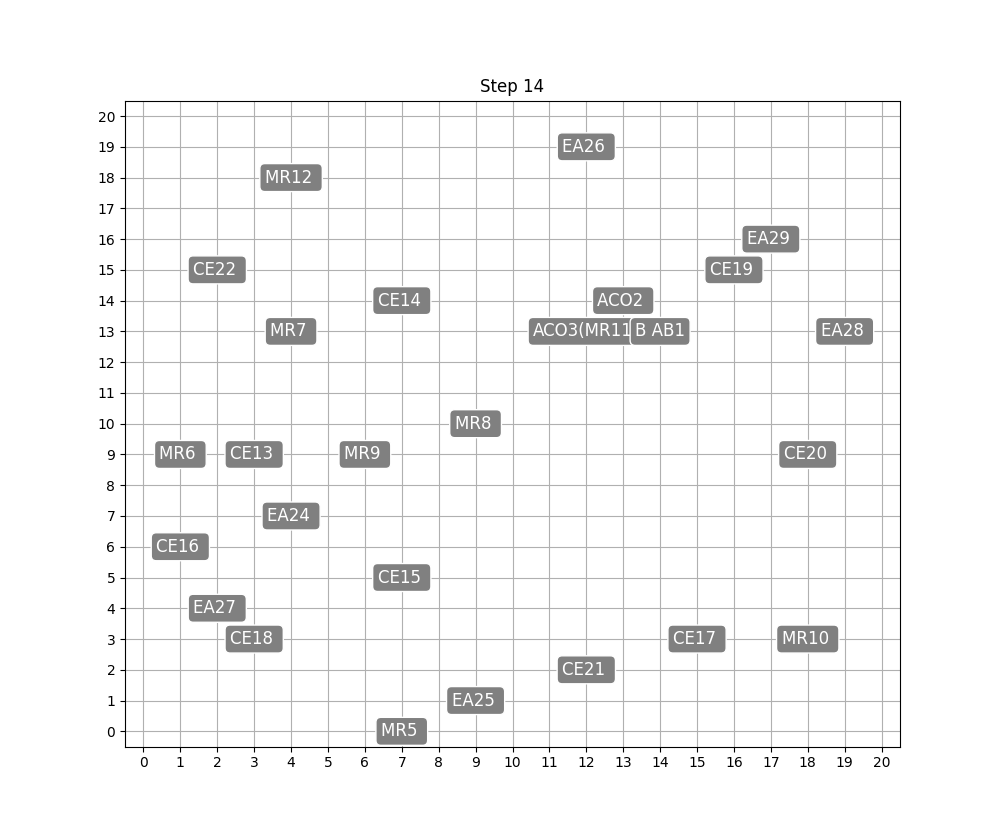 Step 14
20
19
18
17
16
15
14
13
12
11
10
9
8
7
6
5
4
3
2
1
0
EA26
MR12
EA29
CE22
CE19
CE14
ACO2
MR7
ACO3(MR11
B AB1
EA28
MR8
MR6
CE13
MR9
CE20
EA24
CE16
CE15
EA27
CE18
CE17
MR10
CE21
EA25
MR5
0 1 2 3 4 5 6 7 8 9 10 11 12 13 14 15 16 17 18 19 20